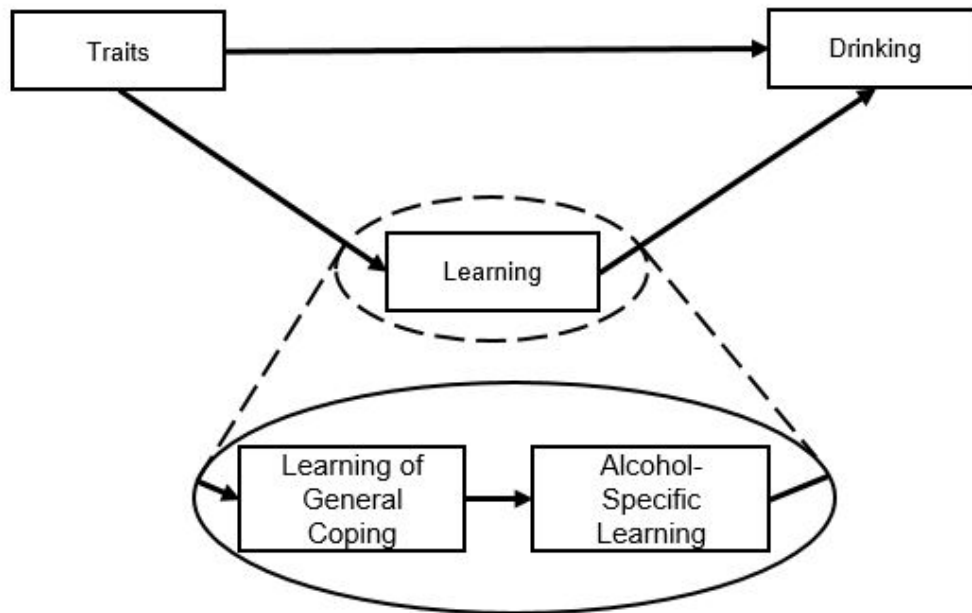 Traits
Drinking
Learning
Learning of
General
Coping
Alcohol-
Specific
Learning